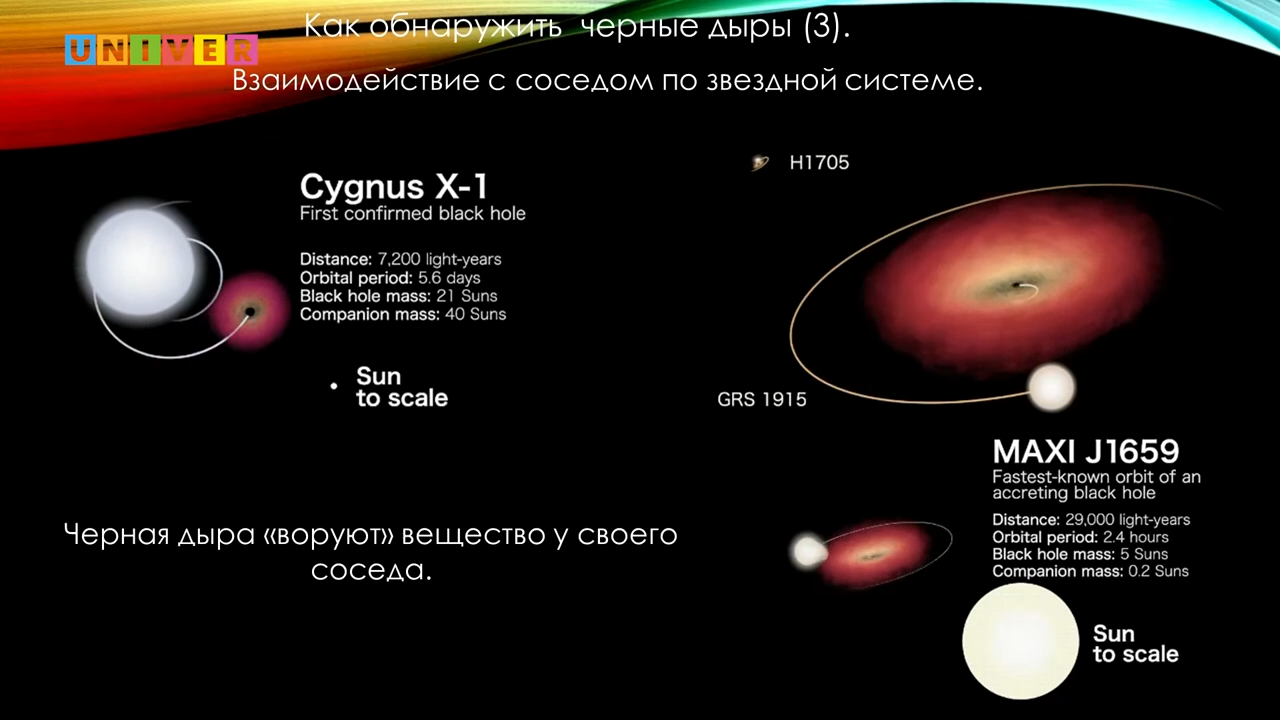 Как обнаружить черные дыры (3).
UNIVER
Взаимодействие с соседом по звездной системе.
H1705
Cygnus X-1
First confirmed black hole
Distance: 7,200 light-years
Orbital period: 5.6 days
Black hole mass: 21 Suns
Companion mass: 40 Suns
Sun
to scale
GRS 1915
MAXI J1659
Fastest-known orbit of an
accreting black hole
Distance: 29,000 light-years
Orbital period: 2.4 hours
Black hole mass: 5 Suns
Companion mass: 0.2 Suns
Черная дыра «воруют» вещество у своего
соседа.
Sun
to scale